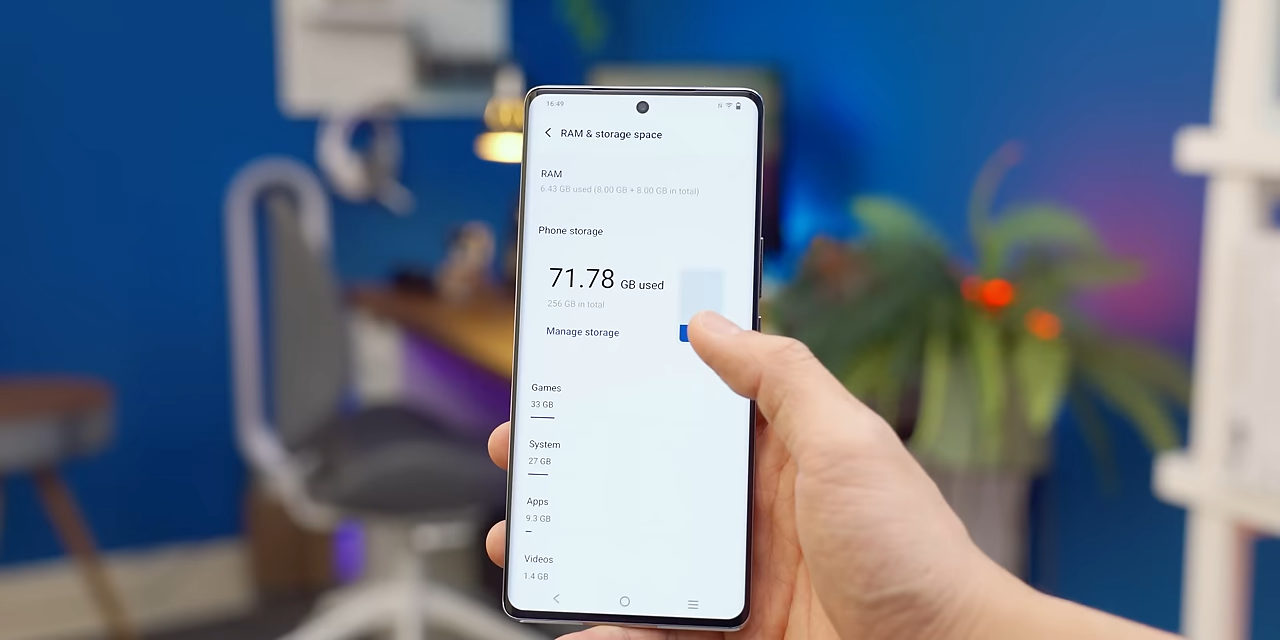 16:49
RAM & storage space
RAM
6.43 GB used (8.00 GB + 8.00 GB in total)
Phone storage
71.78 GB used
256 GB in total
Manage storage
Games
33 GB
System
27 GB
Apps
9.3 GB
Videos
1.4 GB